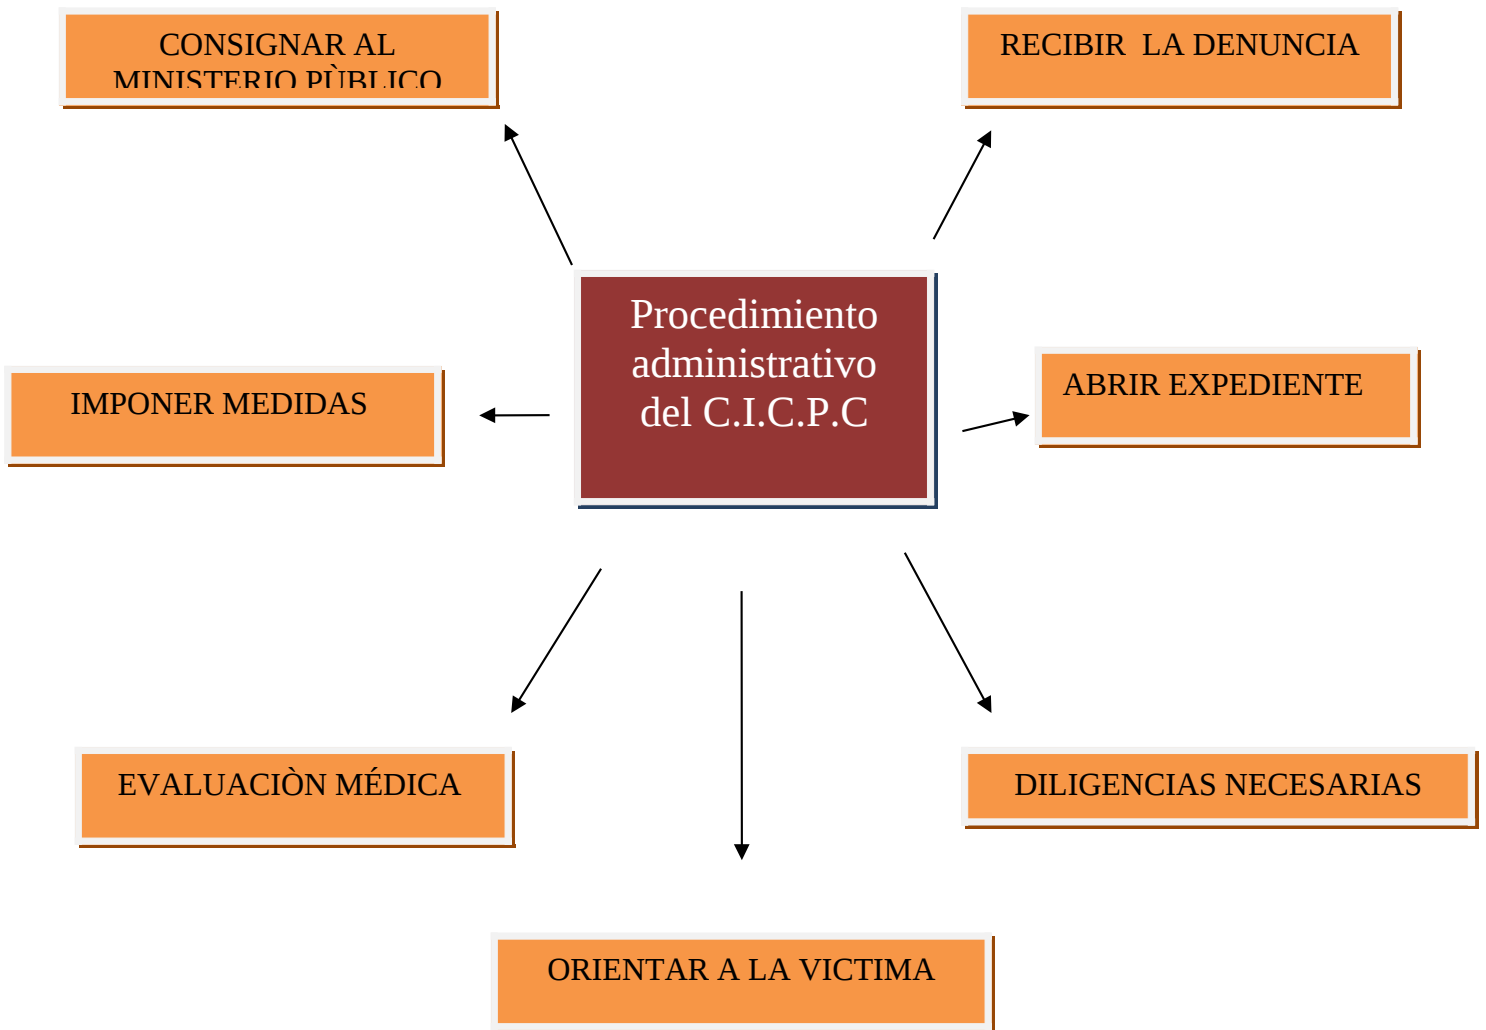 CONSIGNAR AL
MINISTERIO PÙBLICO
RECIBIR  LA DENUNCIA
Procedimiento
administrativo
del C.I.C.P.C
IMPONER MEDIDAS
ABRIR EXPEDIENTE
EVALUACIÒN MÉDICA
DILIGENCIAS NECESARIAS
ORIENTAR A LA VICTIMA